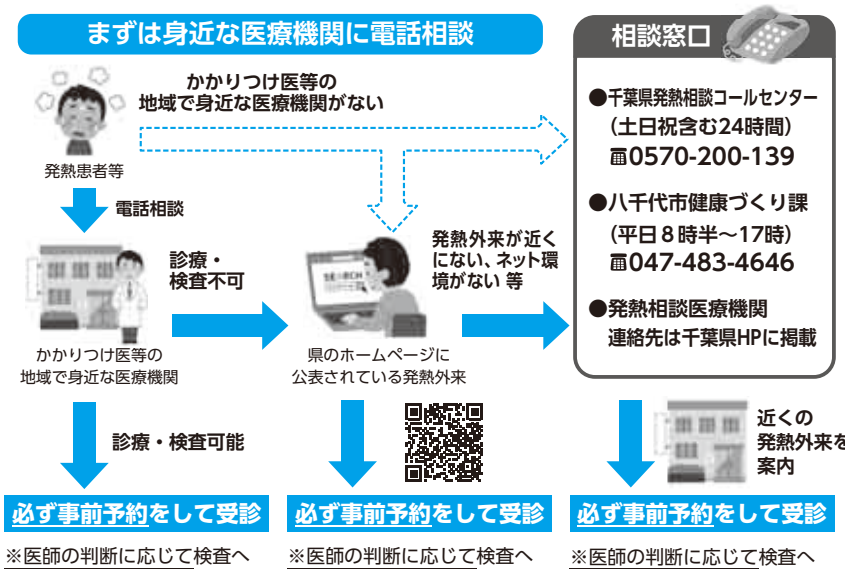 まずは身近な医療機関に電話相談
かかりつけ医等の
地域で身近な医療機関がない
発熱患者等
電話相談
診療・
検査不可
かかりつけ医等の
地域で身近な医療機関
SEARCH
県のホームページに
公表されている発熱外来
発熱外来が近く
にない、ネット環
境がない 等
相談窓口
●千葉県発熱相談コールセンター
(土日祝含む24時間)
0570-200-139
●八千代市健康づくり課
(平日8時半~17時)
047-483-4646
●発熱相談医療機関
連絡先は千葉県HPに掲載
診療・検査可能
近くの
発熱外来を
案内
必ず事前予約をして受診
※医師の判断に応じて検査へ
必ず事前予約をして受診
※医師の判断に応じて検査へ
必ず事前予約をして受診
※医師の判断に応じて検査へ